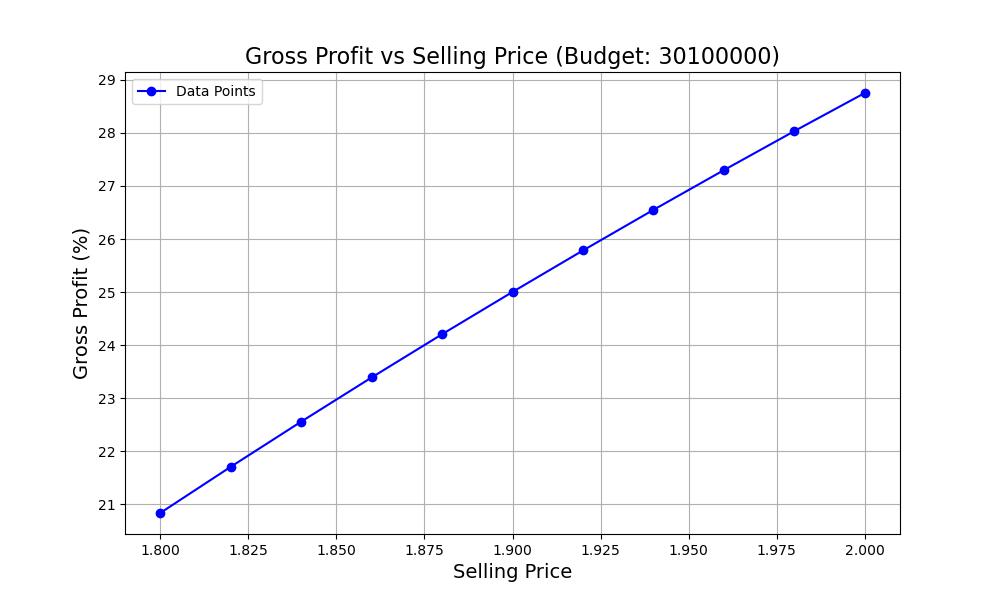 Gross Profit vs Selling Price (Budget: 30100000)
Data Points
Gross Profit (%)
29
28
27
26
25
24
23
22
21
1.800 1.825 1.850 1.875 1.900 1.925 1.950 1.975 2.000
Selling Price